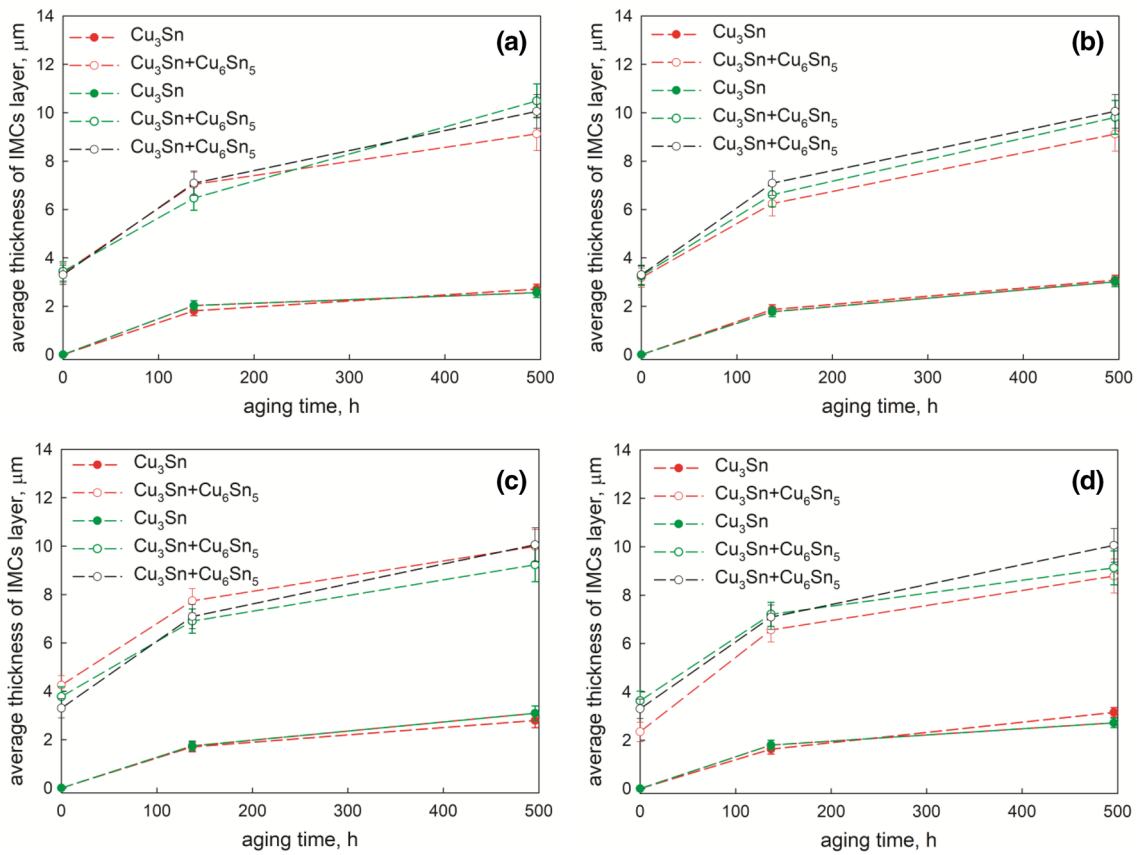 average thickness of IMCs layer, μm
14
12
10
8
6
4
2
0
Cu₃Sn
Cu₃Sn+Cu₆Sn₅
Cu₃Sn
Cu₃Sn+Cu₆Sn₅
Cu₃Sn+Cu₆Sn₅
(a)
0 100 200 300 400 500
aging time, h
average thickness of IMCs layer, μm
14
12
10
8
6
4
2
0
Cu₃Sn
Cu₃Sn+Cu₆Sn₅
Cu₃Sn
Cu₃Sn+Cu₆Sn₅
Cu₃Sn+Cu₆Sn₅
(b)
0 100 200 300 400 500
aging time, h
average thickness of IMCs layer, μm
14
12
10
8
6
4
2
0
Cu₃Sn
Cu₃Sn+Cu₆Sn₅
Cu₃Sn
Cu₃Sn+Cu₆Sn₅
Cu₃Sn+Cu₆Sn₅
(c)
0 100 200 300 400 500
aging time, h
average thickness of IMCs layer, μm
14
12
10
8
6
4
2
0
Cu₃Sn
Cu₃Sn+Cu₆Sn₅
Cu₃Sn
Cu₃Sn+Cu₆Sn₅
Cu₃Sn+Cu₆Sn₅
(d)
0 100 200 300 400 500
aging time, h